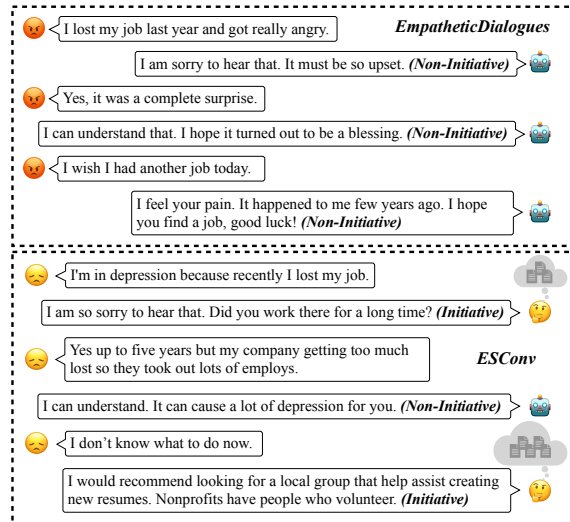 EmpatheticDialogues
I lost my job last year and got really angry.
I am sorry to hear that. It must be so upset. (Non-Initiative)
Yes, it was a complete surprise.
I can understand that. I hope it turned out to be a blessing. (Non-Initiative)
I wish I had another job today.
I feel your pain. It happened to me few years ago. I hope
you find a job, good luck! (Non-Initiative)
I'm in depression because recently I lost my job.
I am so sorry to hear that. Did you work there for a long time? (Initiative)
Yes up to five years but my company getting too much
lost so they took out lots of employs.
ESConv
I can understand. It can cause a lot of depression for you. (Non-Initiative)
I don’t know what to do now.
I would recommend looking for a local group that help assist creating
new resumes. Nonprofits have people who volunteer. (Initiative)